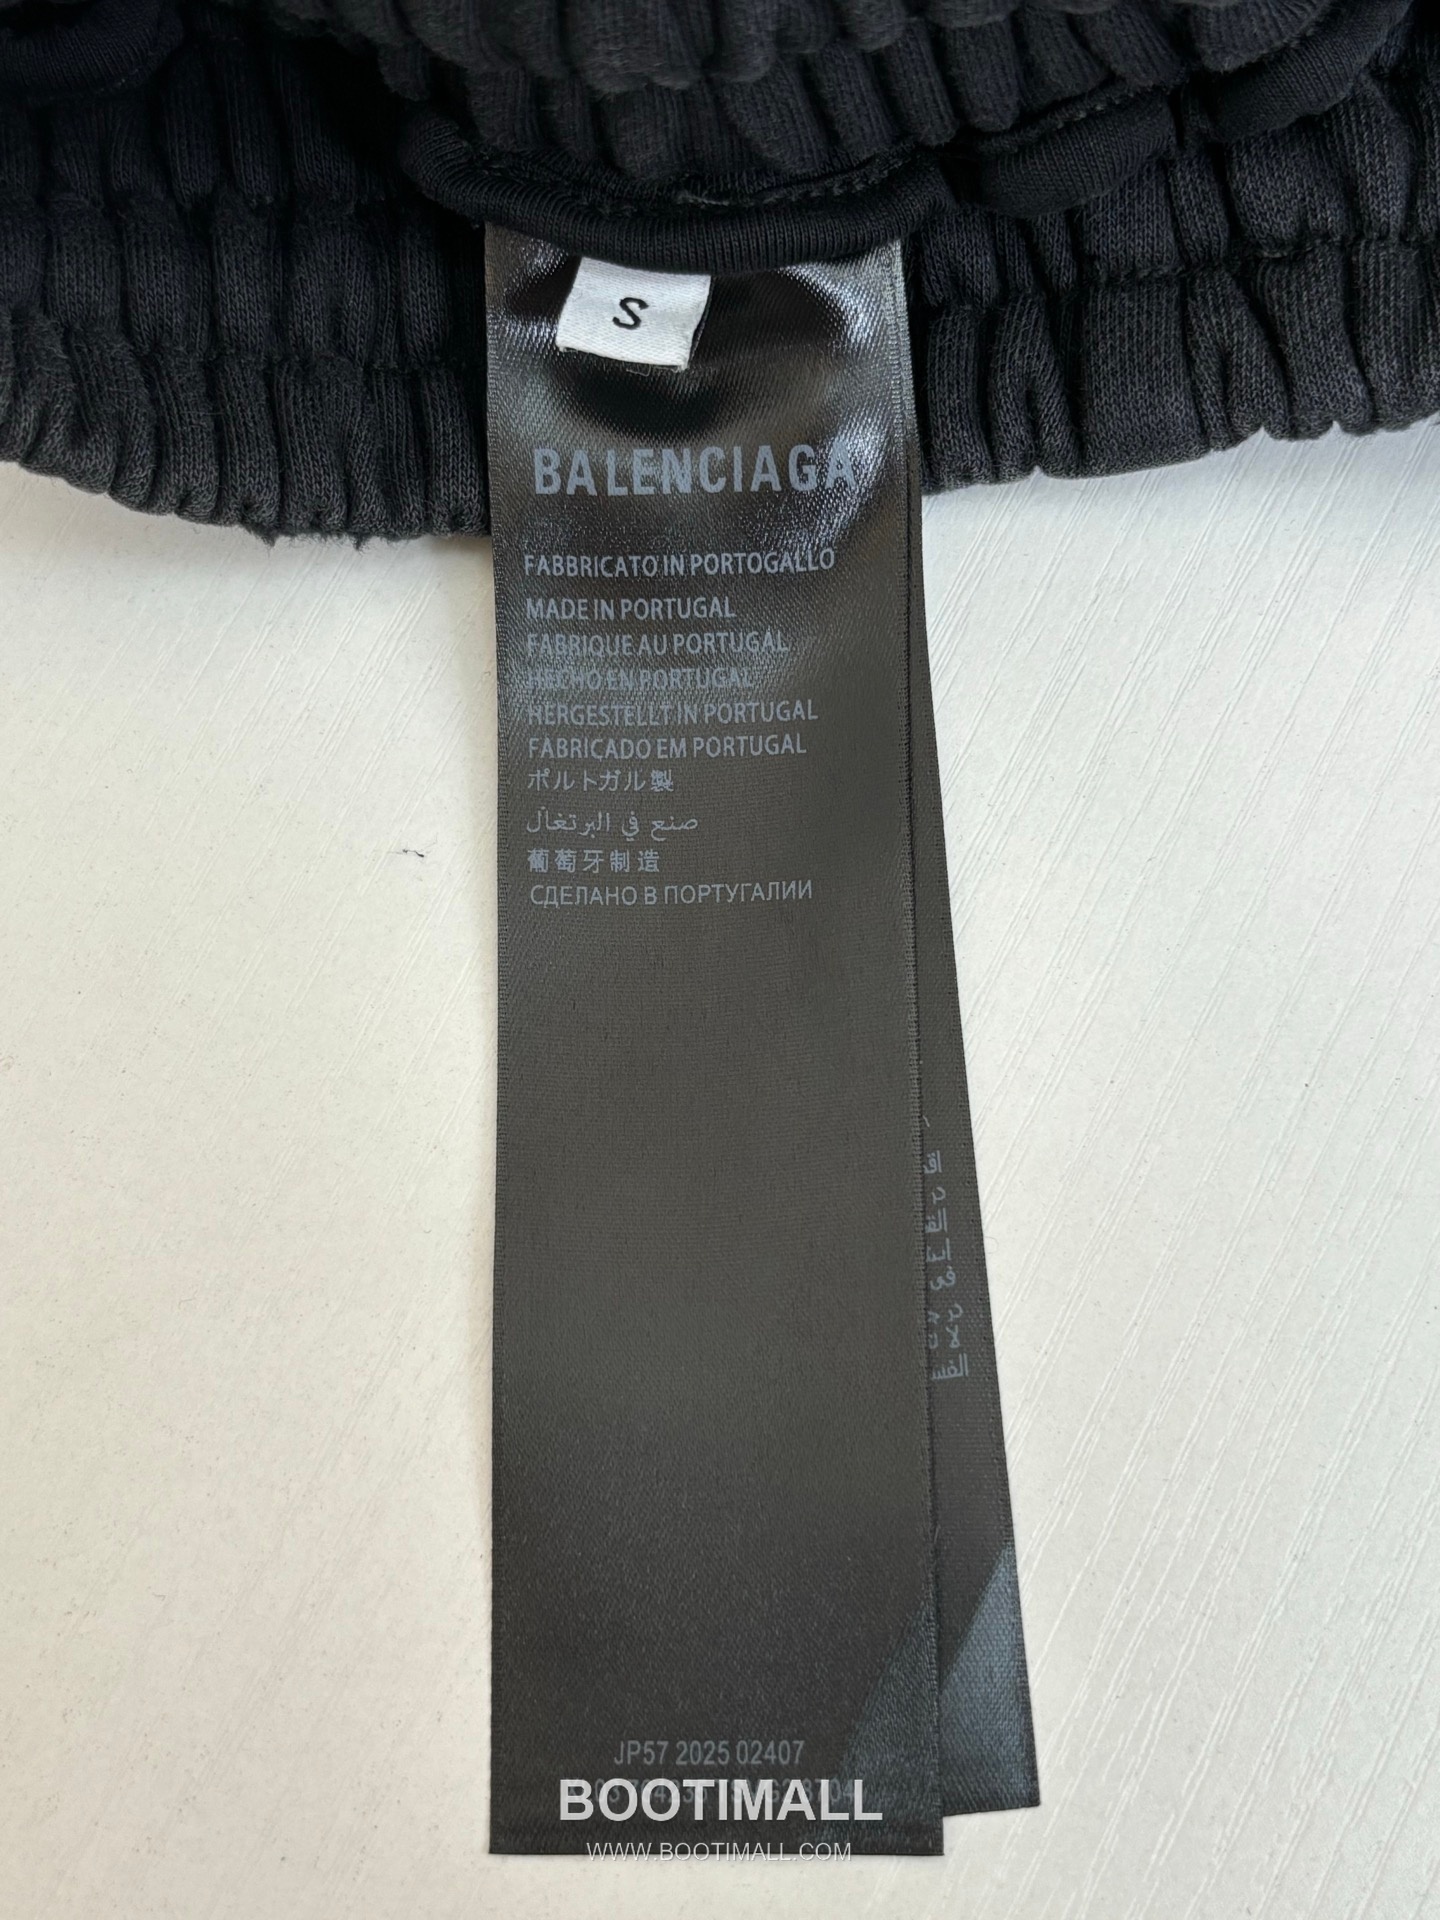 S
BALENCIAGA
FABBRICATO IN PORTOGALLO
MADE IN PORTUGAL
FABRIQUE AU PORTUGAL
HECHO EN PORTUGAL
HERGESTELLT IN PORTUGAL
FABRICADO EM PORTUGAL
ポルトガル製
صنع في البرتغال
葡萄牙制造
СДЕЛАНО В ПОРТУГАЛИИ
JP57 2025 02407
BOOTIMALL
WWW.BOOTIMALL.COM